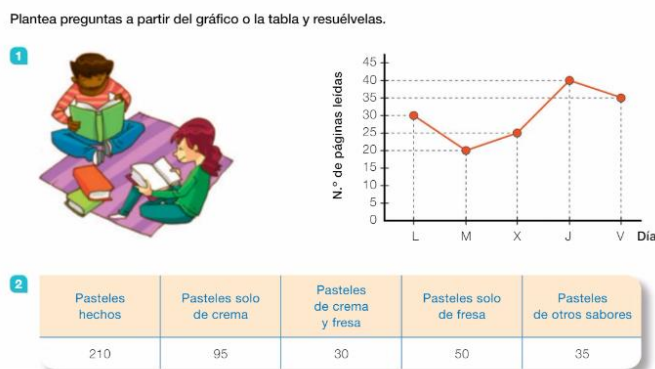 Plantea preguntas a partir del gráfico o la tabla y resuélvelas.
1
N.º de páginas leídas
45
40
35
30
25
20
15
10
5
0
L M X J V Día
2
Pasteles hechos
Pasteles solo de crema
Pasteles de crema y fresa
Pasteles solo de fresa
Pasteles de otros sabores
210 95 30 50 35